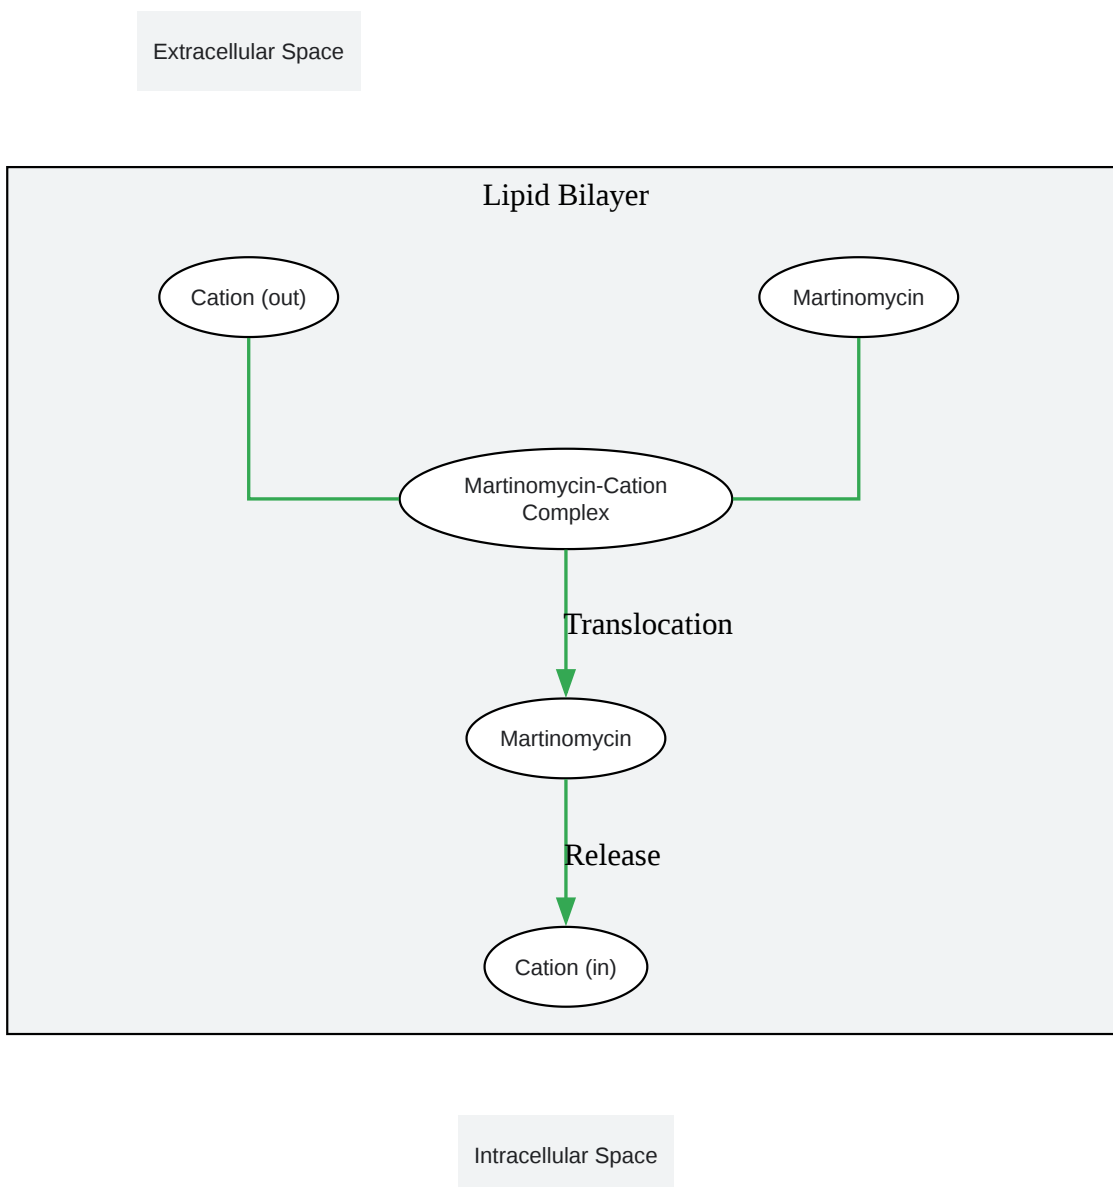 Extracellular Space
Lipid Bilayer
Cation (out)
Martinomycin
Martinomycin-Cation
Complex
Translocation
Martinomycin
Release
Cation (in)
Intracellular Space